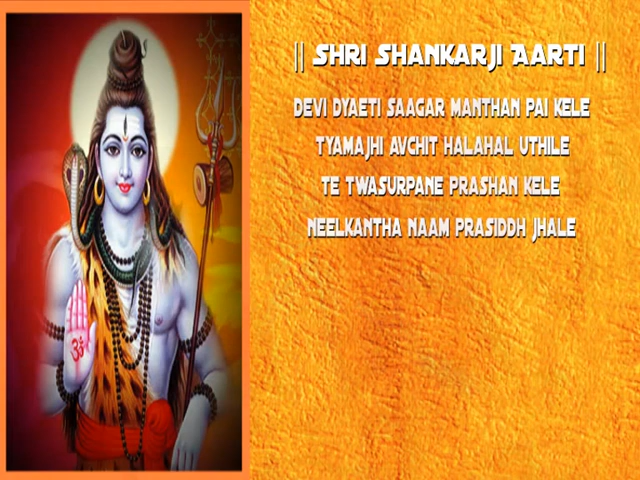 || Shri Shankarji Aarti ||
Devi Dyaeti Saagar Manthan Pai Kele
Tyamajhi Avchit Halahal Uthile
Te Twasurpane Prashan Kele
Neelkantha Naam Prasiddh Jhale
ॐ